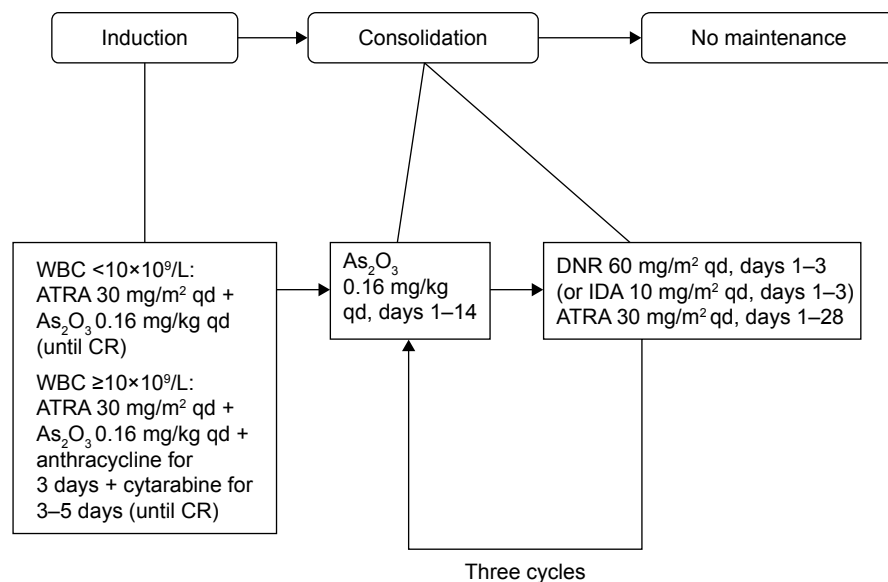 Induction
Consolidation
No maintenance
WBC <10×10⁹/L:
ATRA 30 mg/m² qd +
As₂O₃ 0.16 mg/kg qd
(until CR)
WBC ≥10×10⁹/L:
ATRA 30 mg/m² qd +
As₂O₃ 0.16 mg/kg qd +
anthracycline for
3 days + cytarabine for
3–5 days (until CR)
As₂O₃
0.16 mg/kg
qd, days 1–14
DNR 60 mg/m² qd, days 1–3
(or IDA 10 mg/m² qd, days 1–3)
ATRA 30 mg/m² qd, days 1–28
Three cycles